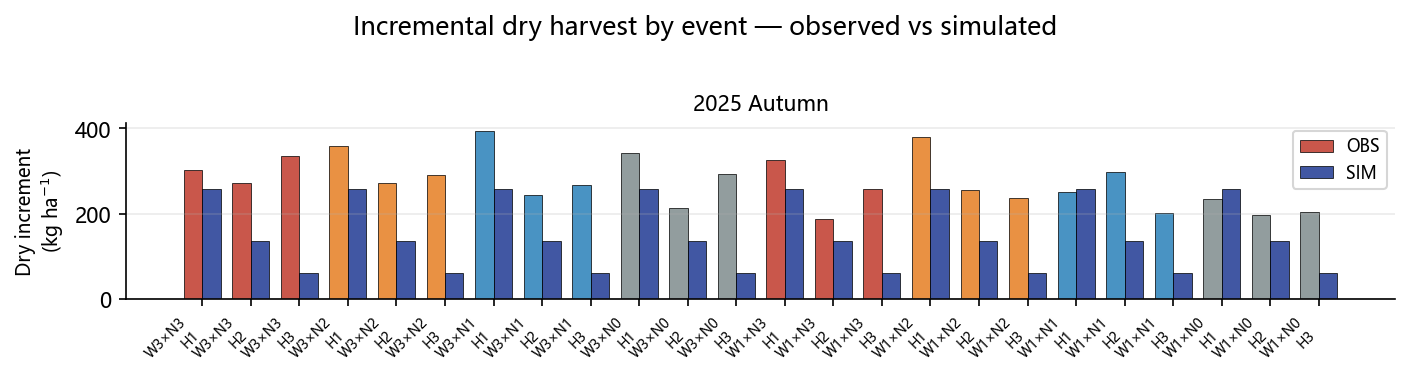 Incremental dry harvest by event — observed vs simulated
2025 Autumn
Dry increment
(kg ha⁻¹)
400
200
0
OBS
SIM
W3×N3
H1
W3×N3
H2
W3×N3
H3
W3×N2
H1
W3×N2
H2
W3×N2
H3
W3×N1
H1
W3×N1
H2
W3×N1
H3
W3×N0
H1
W3×N0
H2
W3×N0
H3
W1×N3
H1
W1×N3
H2
W1×N3
H3
W1×N2
H1
W1×N2
H2
W1×N2
H3
W1×N1
H1
W1×N1
H2
W1×N1
H3
W1×N0
H1
W1×N0
H2
W1×N0
H3